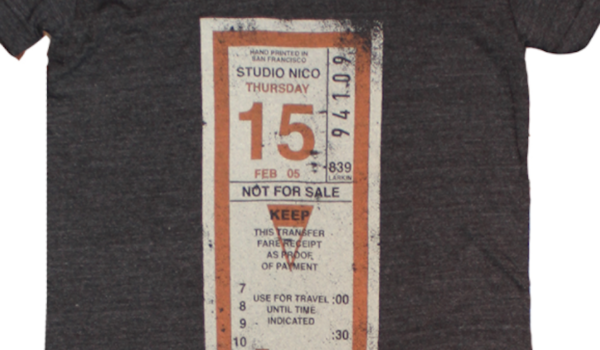 HAND PRINTED IN
SAN FRANCISCO
STUDIO NICO
THURSDAY
15
FEB 05
94109
839
LARKIN
NOT FOR SALE
KEEP
THIS TRANSFER
FARE RECEIPT
AS PROOF
OF PAYMENT
7
8
9
10
USE FOR TRAVEL
UNTIL TIME
INDICATED
:00
:30